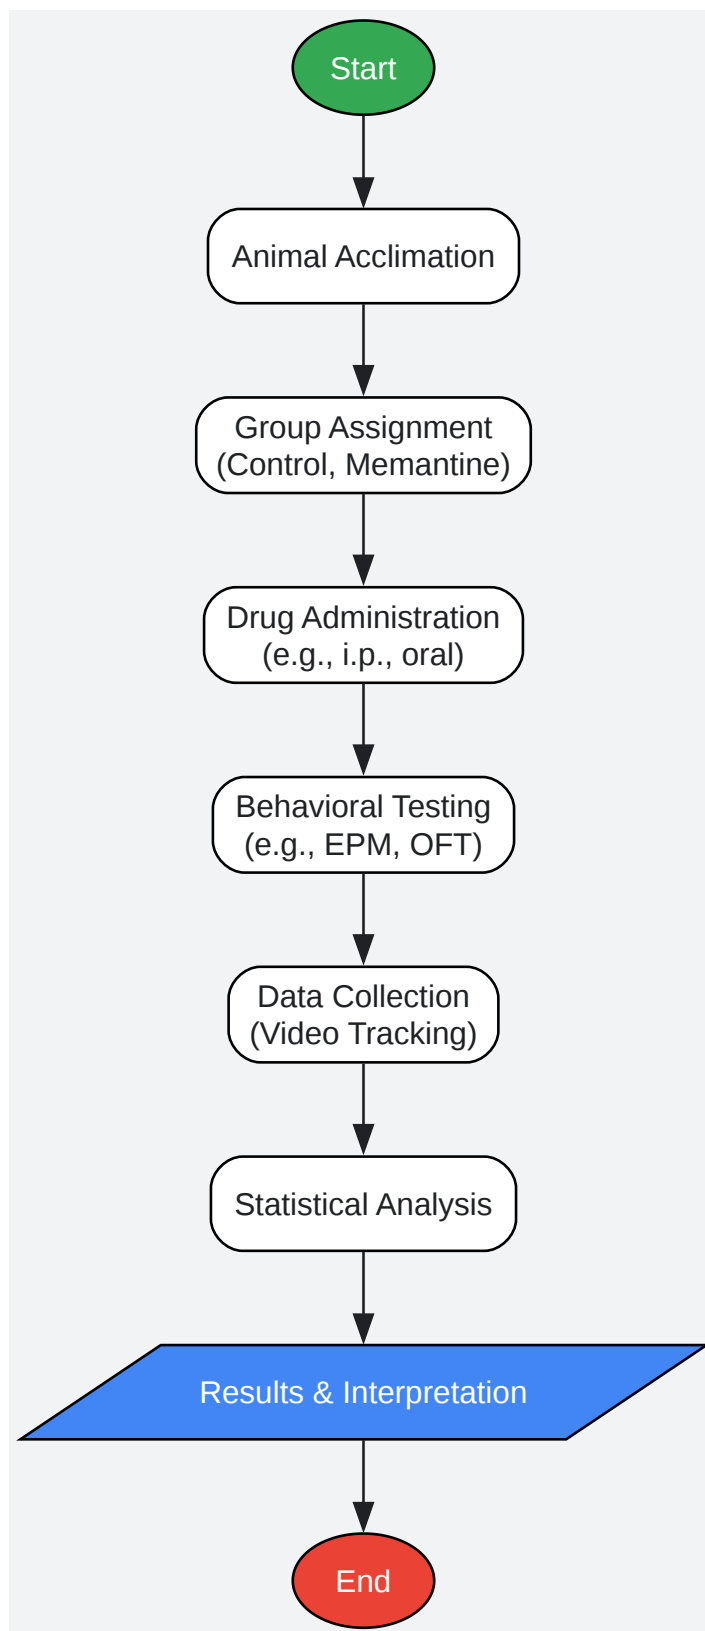 Start
Animal Acclimation
Group Assignment
(Control, Memantine)
Drug Administration
(e.g., i.p., oral)
Behavioral Testing
(e.g., EPM, OFT)
Data Collection
(Video Tracking)
Statistical Analysis
Results & Interpretation
End